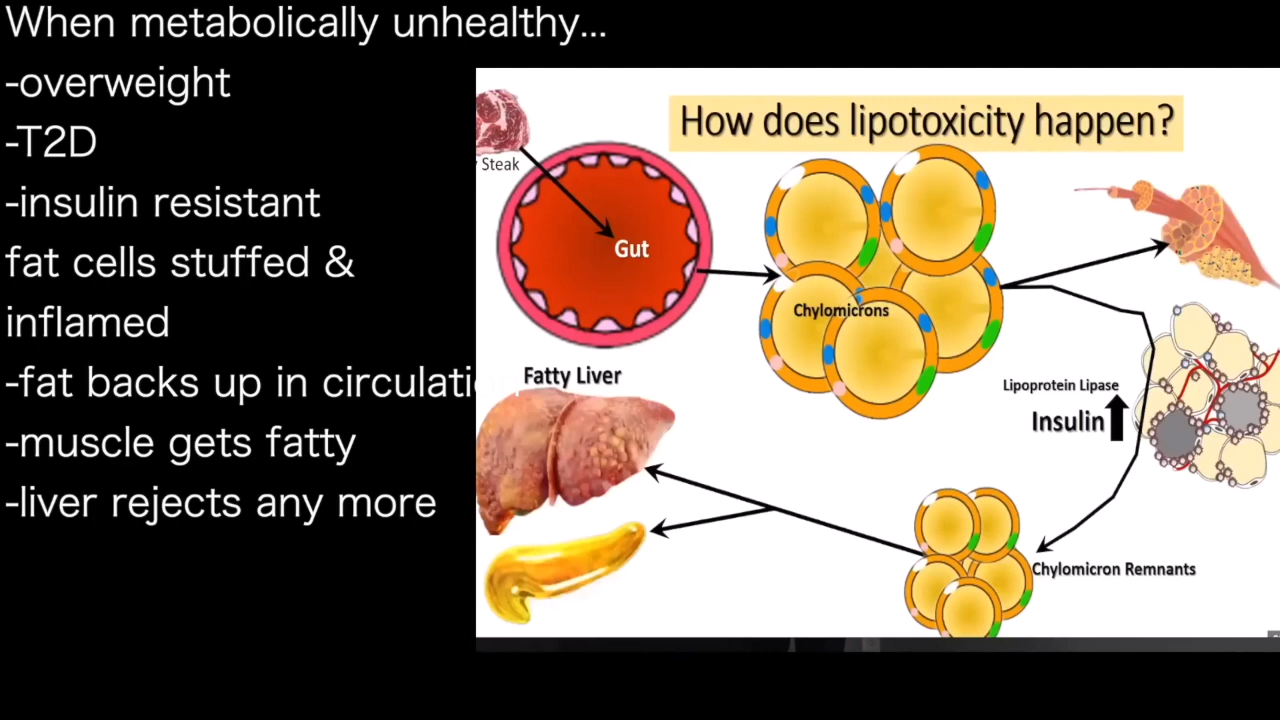 When metabolically unhealthy...
-overweight
-T2D
-insulin resistant
fat cells stuffed &
inflamed
-fat backs up in circulati
-muscle gets fatty
-liver rejects any more
How does lipotoxicity happen?
Steak
Gut
Chylomicrons
Fatty Liver
Lipoprotein Lipase
Insulin
Chylomicron Remnants